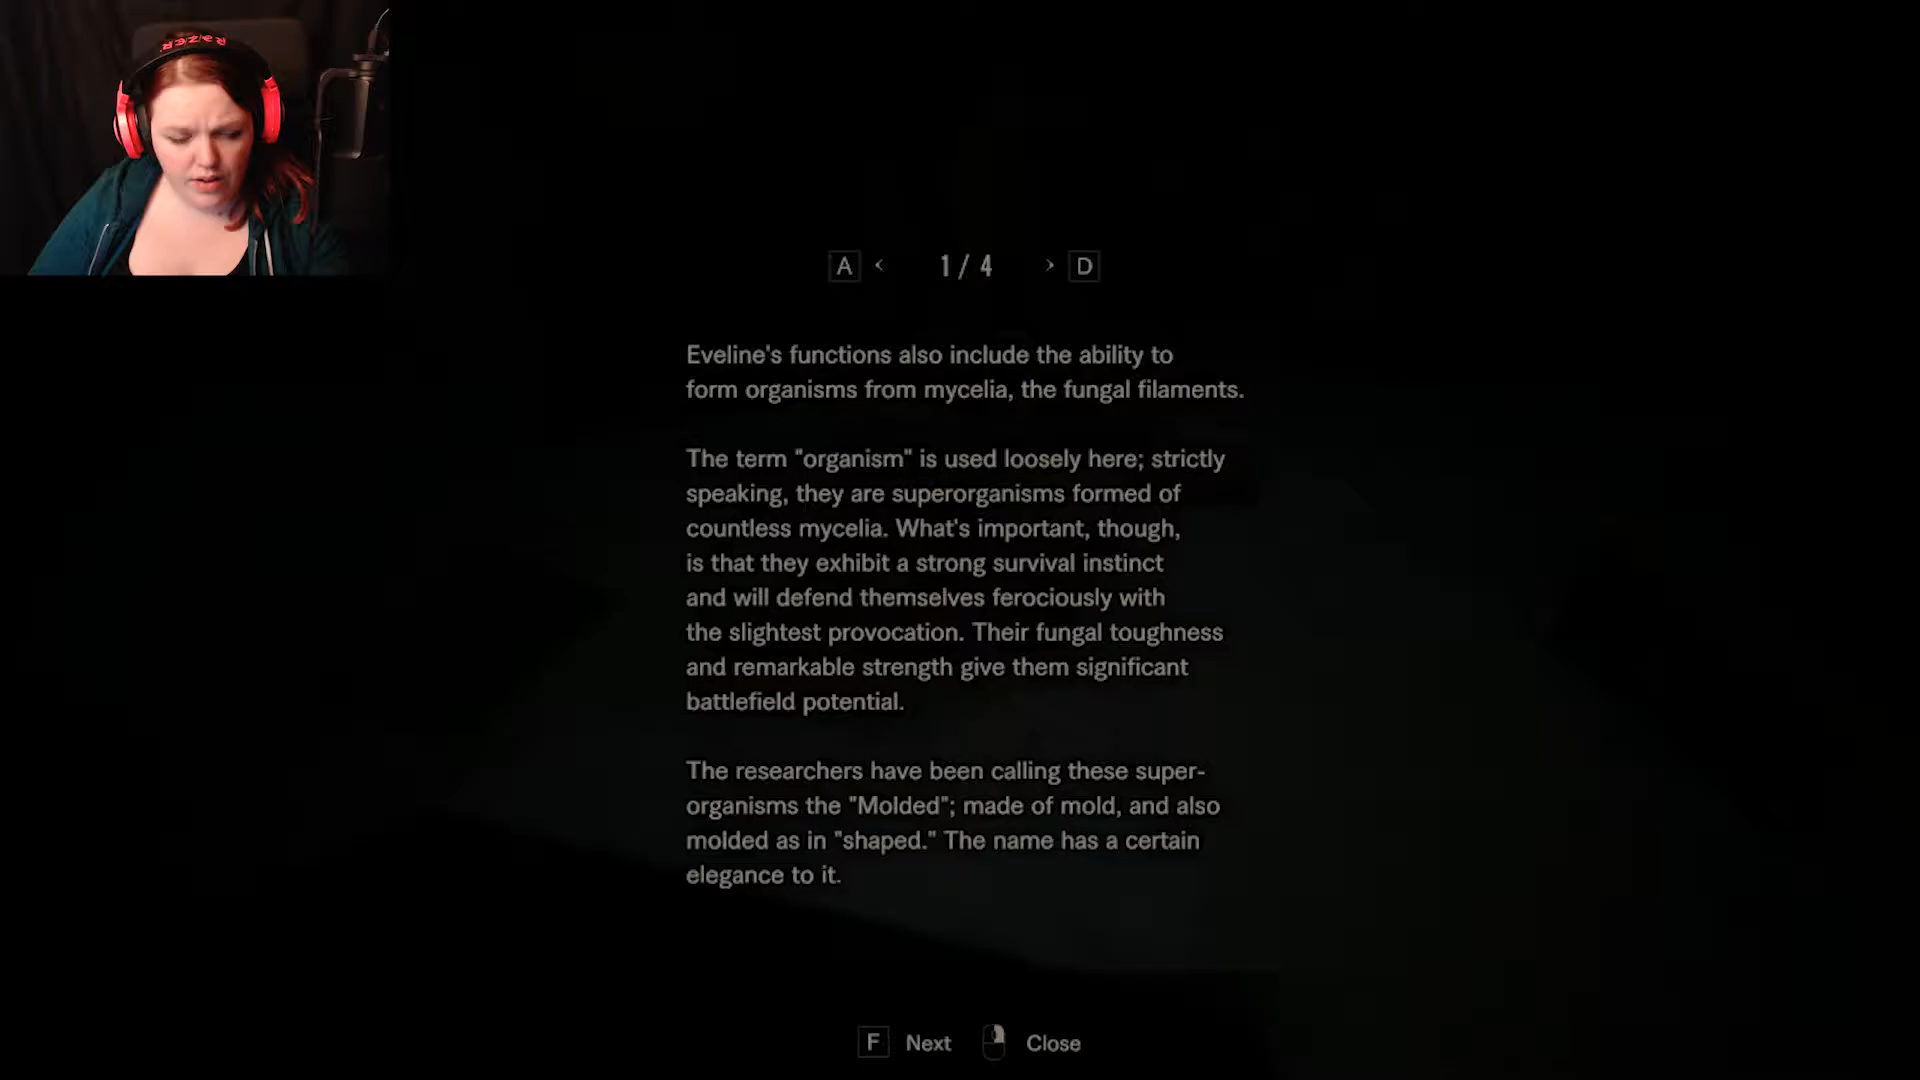 RAZER
A < 1 / 4 > D
Eveline's functions also include the ability to
form organisms from mycelia, the fungal filaments.
The term "organism" is used loosely here; strictly
speaking, they are superorganisms formed of
countless mycelia. What's important, though,
is that they exhibit a strong survival instinct
and will defend themselves ferociously with
the slightest provocation. Their fungal toughness
and remarkable strength give them significant
battlefield potential.
The researchers have been calling these super-
organisms the "Molded"; made of mold, and also
molded as in "shaped." The name has a certain
elegance to it.
F Next Close